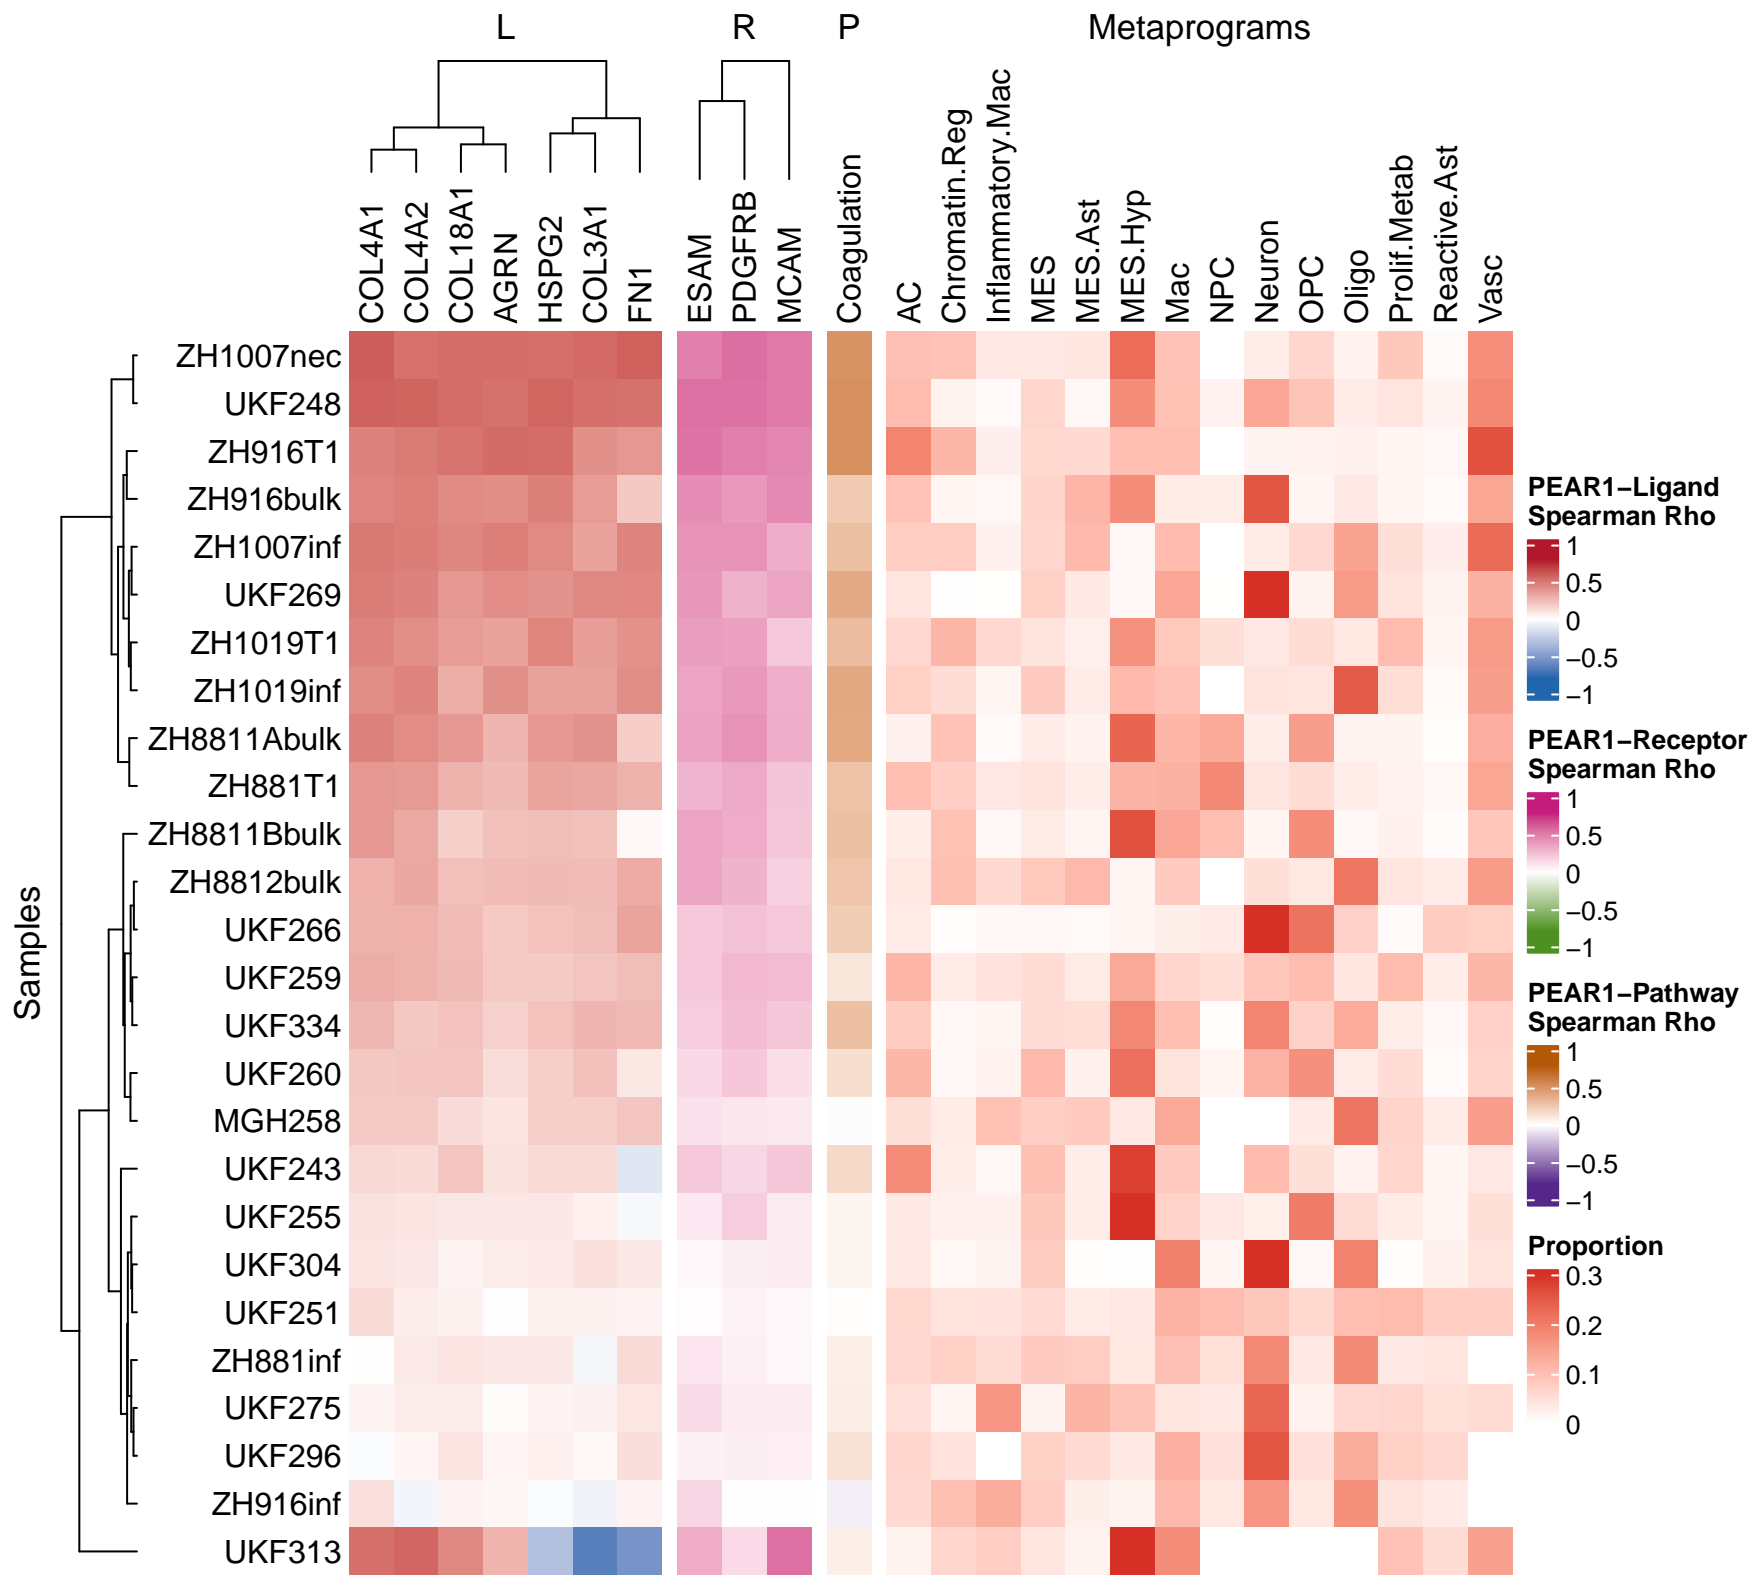 L R P Metaprograms
COL4A1 COL4A2 COL18A1 AGRN HSPG2 COL3A1 FN1 ESAM PDGFRB MCAM Coagulation AC Chromatin.Reg Inflammatory.Mac MES MES.Ast MES.Hyp Mac NPC Neuron OPC Oligo Prolif.Metab Reactive.Ast Vasc
Samples
ZH1007nec
UKF248
ZH916T1
ZH916bulk
ZH1007inf
UKF269
ZH1019T1
ZH1019inf
ZH8811Abulk
ZH881T1
ZH8811Bbulk
ZH8812bulk
UKF266
UKF259
UKF334
UKF260
MGH258
UKF243
UKF255
UKF304
UKF251
ZH881inf
UKF275
UKF296
ZH916inf
UKF313
PEAR1−Ligand
Spearman Rho
1
0.5
0
−0.5
−1
PEAR1−Receptor
Spearman Rho
1
0.5
0
−0.5
−1
PEAR1−Pathway
Spearman Rho
1
0.5
0
−0.5
−1
Proportion
0.3
0.2
0.1
0